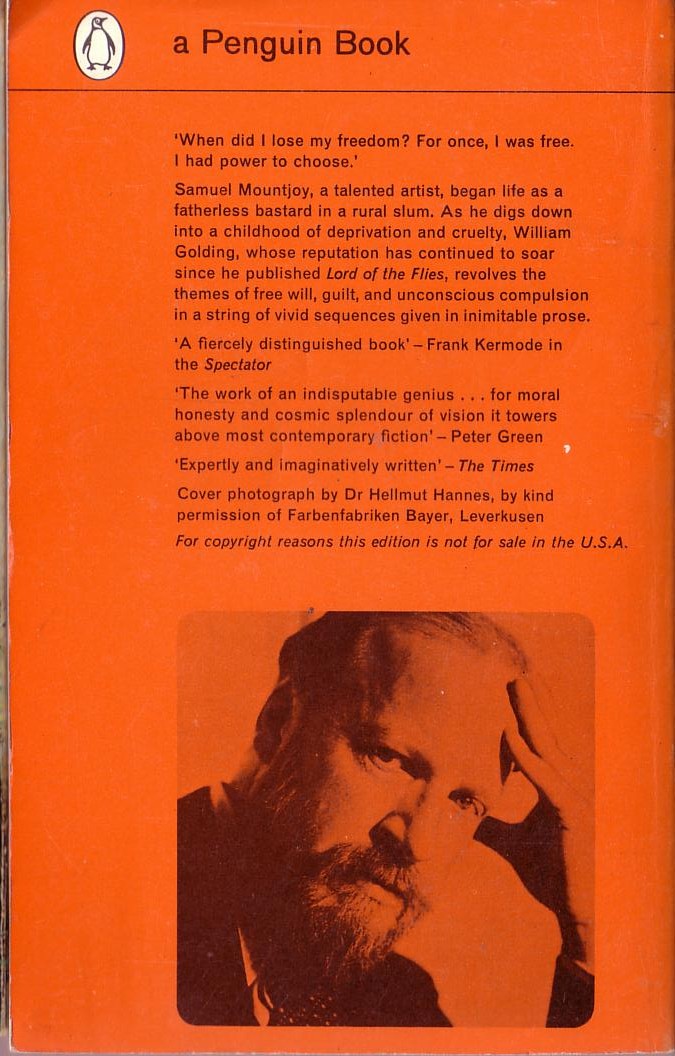 a Penguin Book
'When did I lose my freedom? For once, I was free.
I had power to choose.'
Samuel Mountjoy, a talented artist, began life as a
fatherless bastard in a rural slum. As he digs down
into a childhood of deprivation and cruelty, William
Golding, whose reputation has continued to soar
since he published Lord of the Flies, revolves the
themes of free will, guilt, and unconscious compulsion
in a string of vivid sequences given in inimitable prose.
'A fiercely distinguished book' – Frank Kermode in
the Spectator
'The work of an indisputable genius . . . for moral
honesty and cosmic splendour of vision it towers
above most contemporary fiction' – Peter Green
'Expertly and imaginatively written' – The Times
Cover photograph by Dr Hellmut Hannes, by kind
permission of Farbenfabriken Bayer, Leverkusen
For copyright reasons this edition is not for sale in the U.S.A.